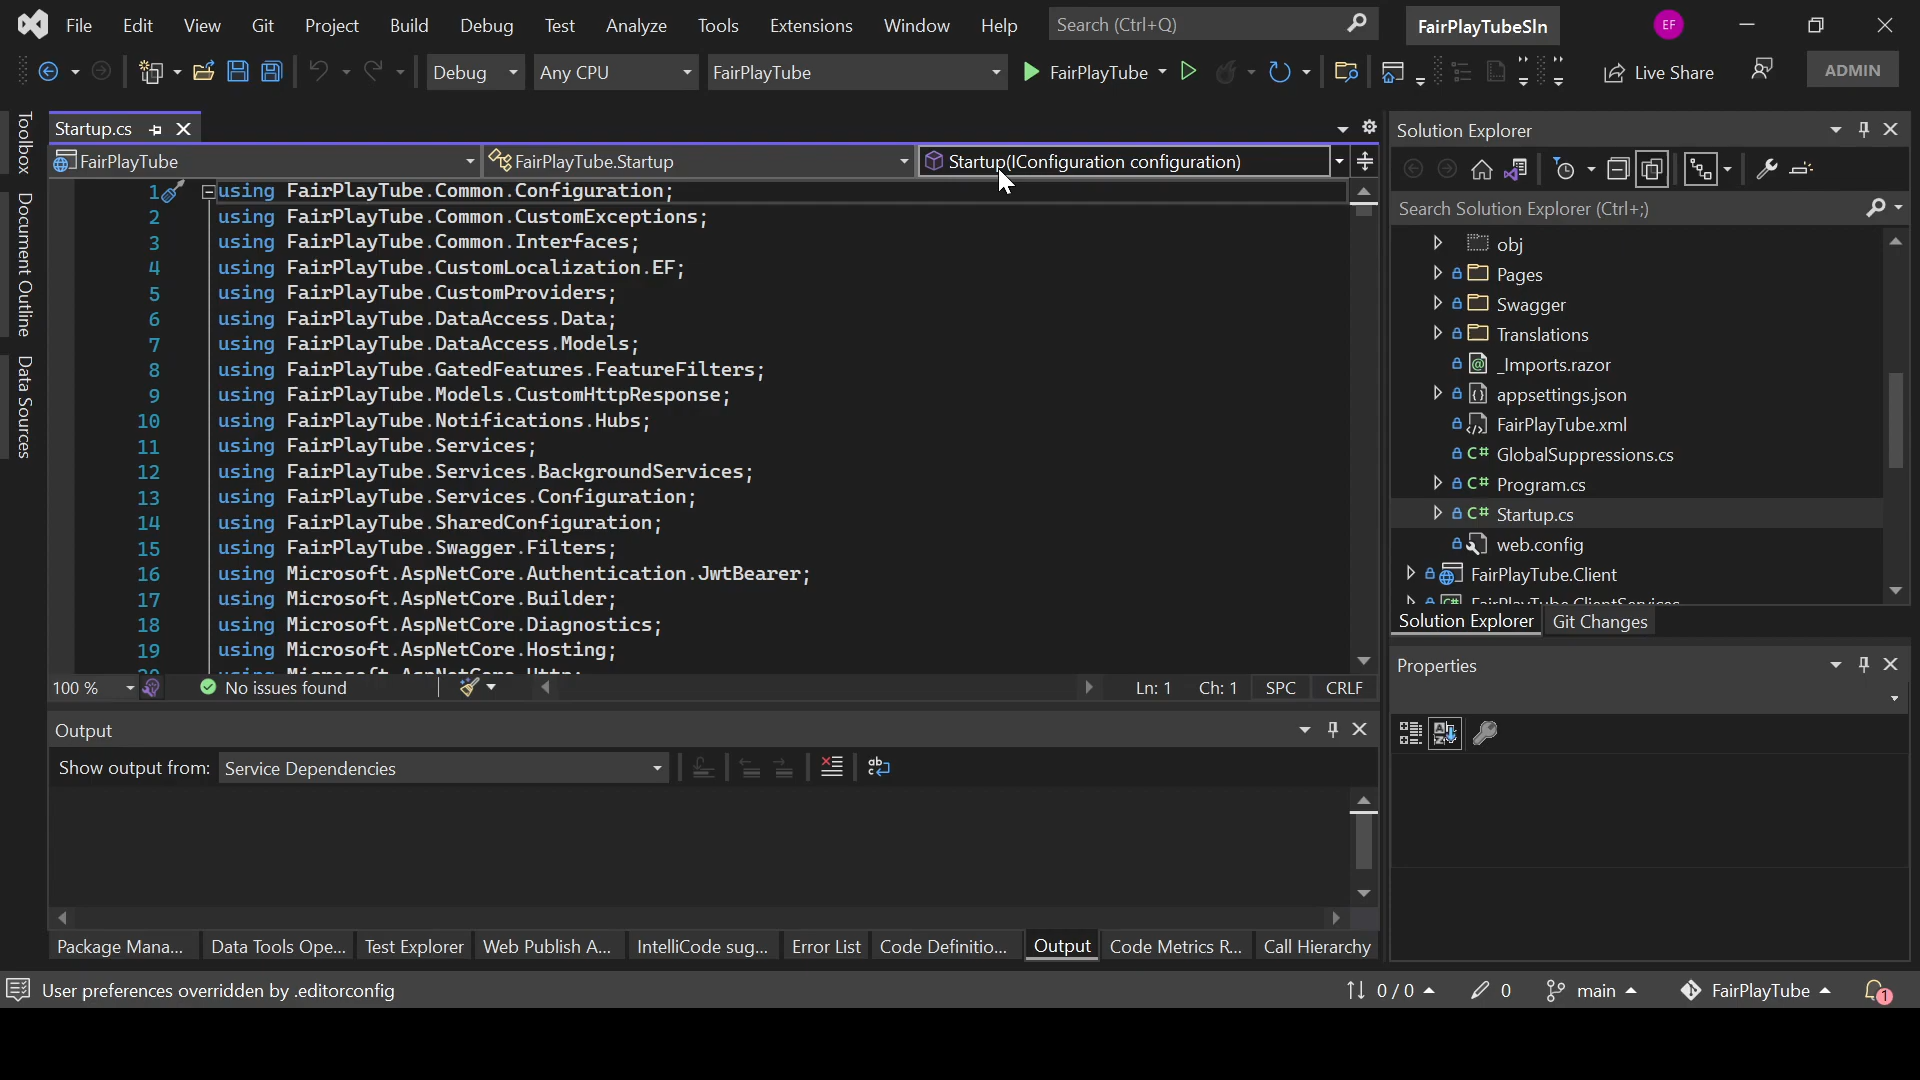 File Edit View Git Project Build Debug Test Analyze Tools Extensions Window Help Search (Ctrl+Q) FairPlayTubeSln EF
Debug Any CPU FairPlayTube FairPlayTube Live Share ADMIN
Toolbox
Document Outline
Data Sources
Startup.cs
FairPlayTube FairPlayTube.Startup Startup(IConfiguration configuration)
1 using FairPlayTube.Common.Configuration;
2 using FairPlayTube.Common.CustomExceptions;
3 using FairPlayTube.Common.Interfaces;
4 using FairPlayTube.CustomLocalization.EF;
5 using FairPlayTube.CustomProviders;
6 using FairPlayTube.DataAccess.Data;
7 using FairPlayTube.DataAccess.Models;
8 using FairPlayTube.GatedFeatures.FeatureFilters;
9 using FairPlayTube.Models.CustomHttpResponse;
10 using FairPlayTube.Notifications.Hubs;
11 using FairPlayTube.Services;
12 using FairPlayTube.Services.BackgroundServices;
13 using FairPlayTube.Services.Configuration;
14 using FairPlayTube.SharedConfiguration;
15 using FairPlayTube.Swagger.Filters;
16 using Microsoft.AspNetCore.Authentication.JwtBearer;
17 using Microsoft.AspNetCore.Builder;
18 using Microsoft.AspNetCore.Diagnostics;
19 using Microsoft.AspNetCore.Hosting;
20 using Microsoft.AspNetCore.Http;
100 % No issues found Ln: 1 Ch: 1 SPC CRLF
Output
Show output from: Service Dependencies
Package Mana... Data Tools Ope... Test Explorer Web Publish A... IntelliCode sug... Error List Code Definitio... Output Code Metrics R... Call Hierarchy
Solution Explorer
Search Solution Explorer (Ctrl+;)
obj
Pages
Swagger
Translations
_Imports.razor
appsettings.json
FairPlayTube.xml
C# GlobalSuppressions.cs
C# Program.cs
C# Startup.cs
web.config
FairPlayTube.Client
C# FairPlayTube.ClientServices
Solution Explorer Git Changes
Properties
User preferences overridden by .editorconfig 0 / 0 0 main FairPlayTube 1